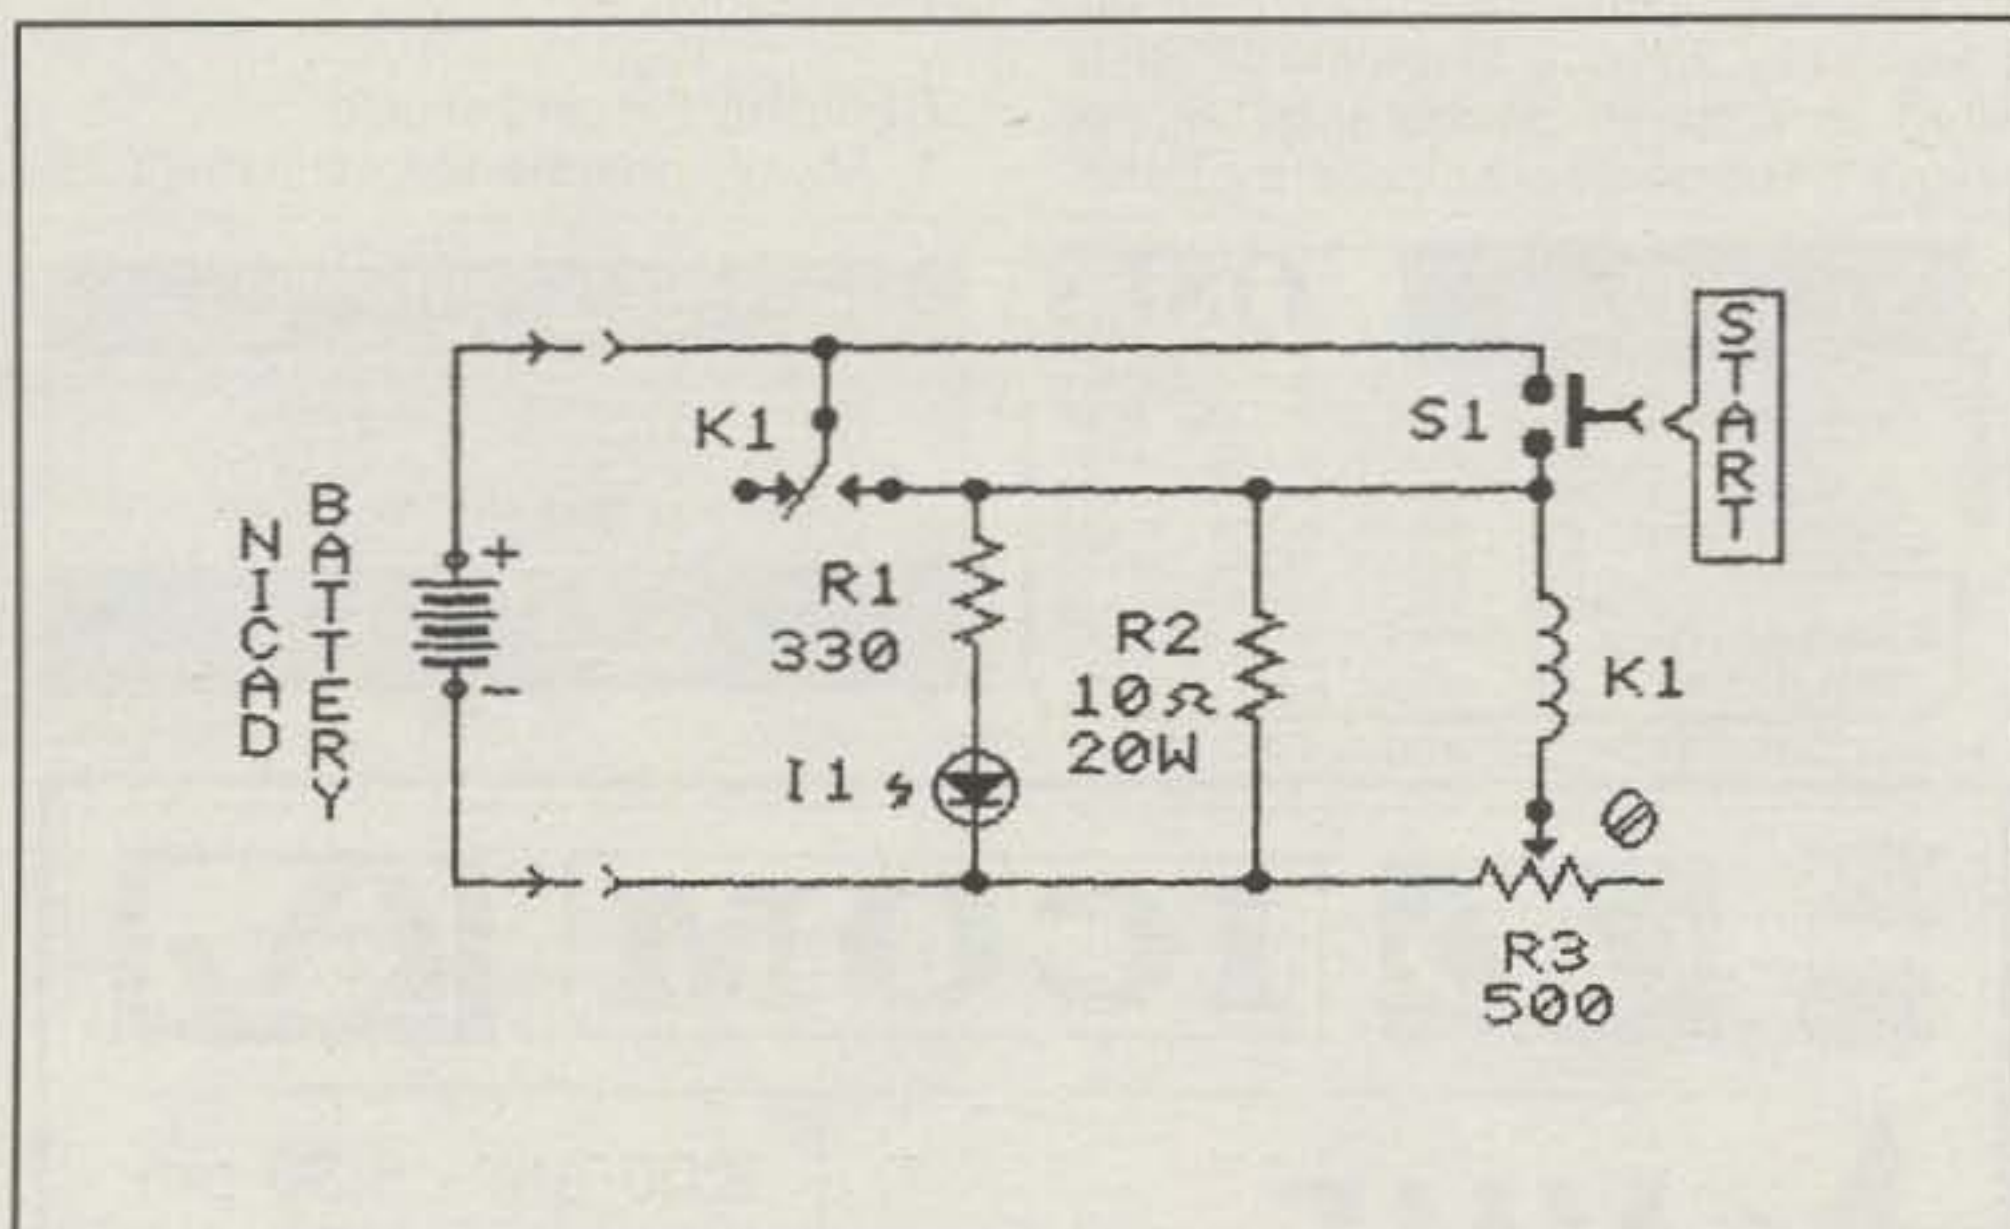 START
K1
S1
NICAD
BATTERY
+
R1
330
R2
10Ω
20W
K1
-
I1
R3
500